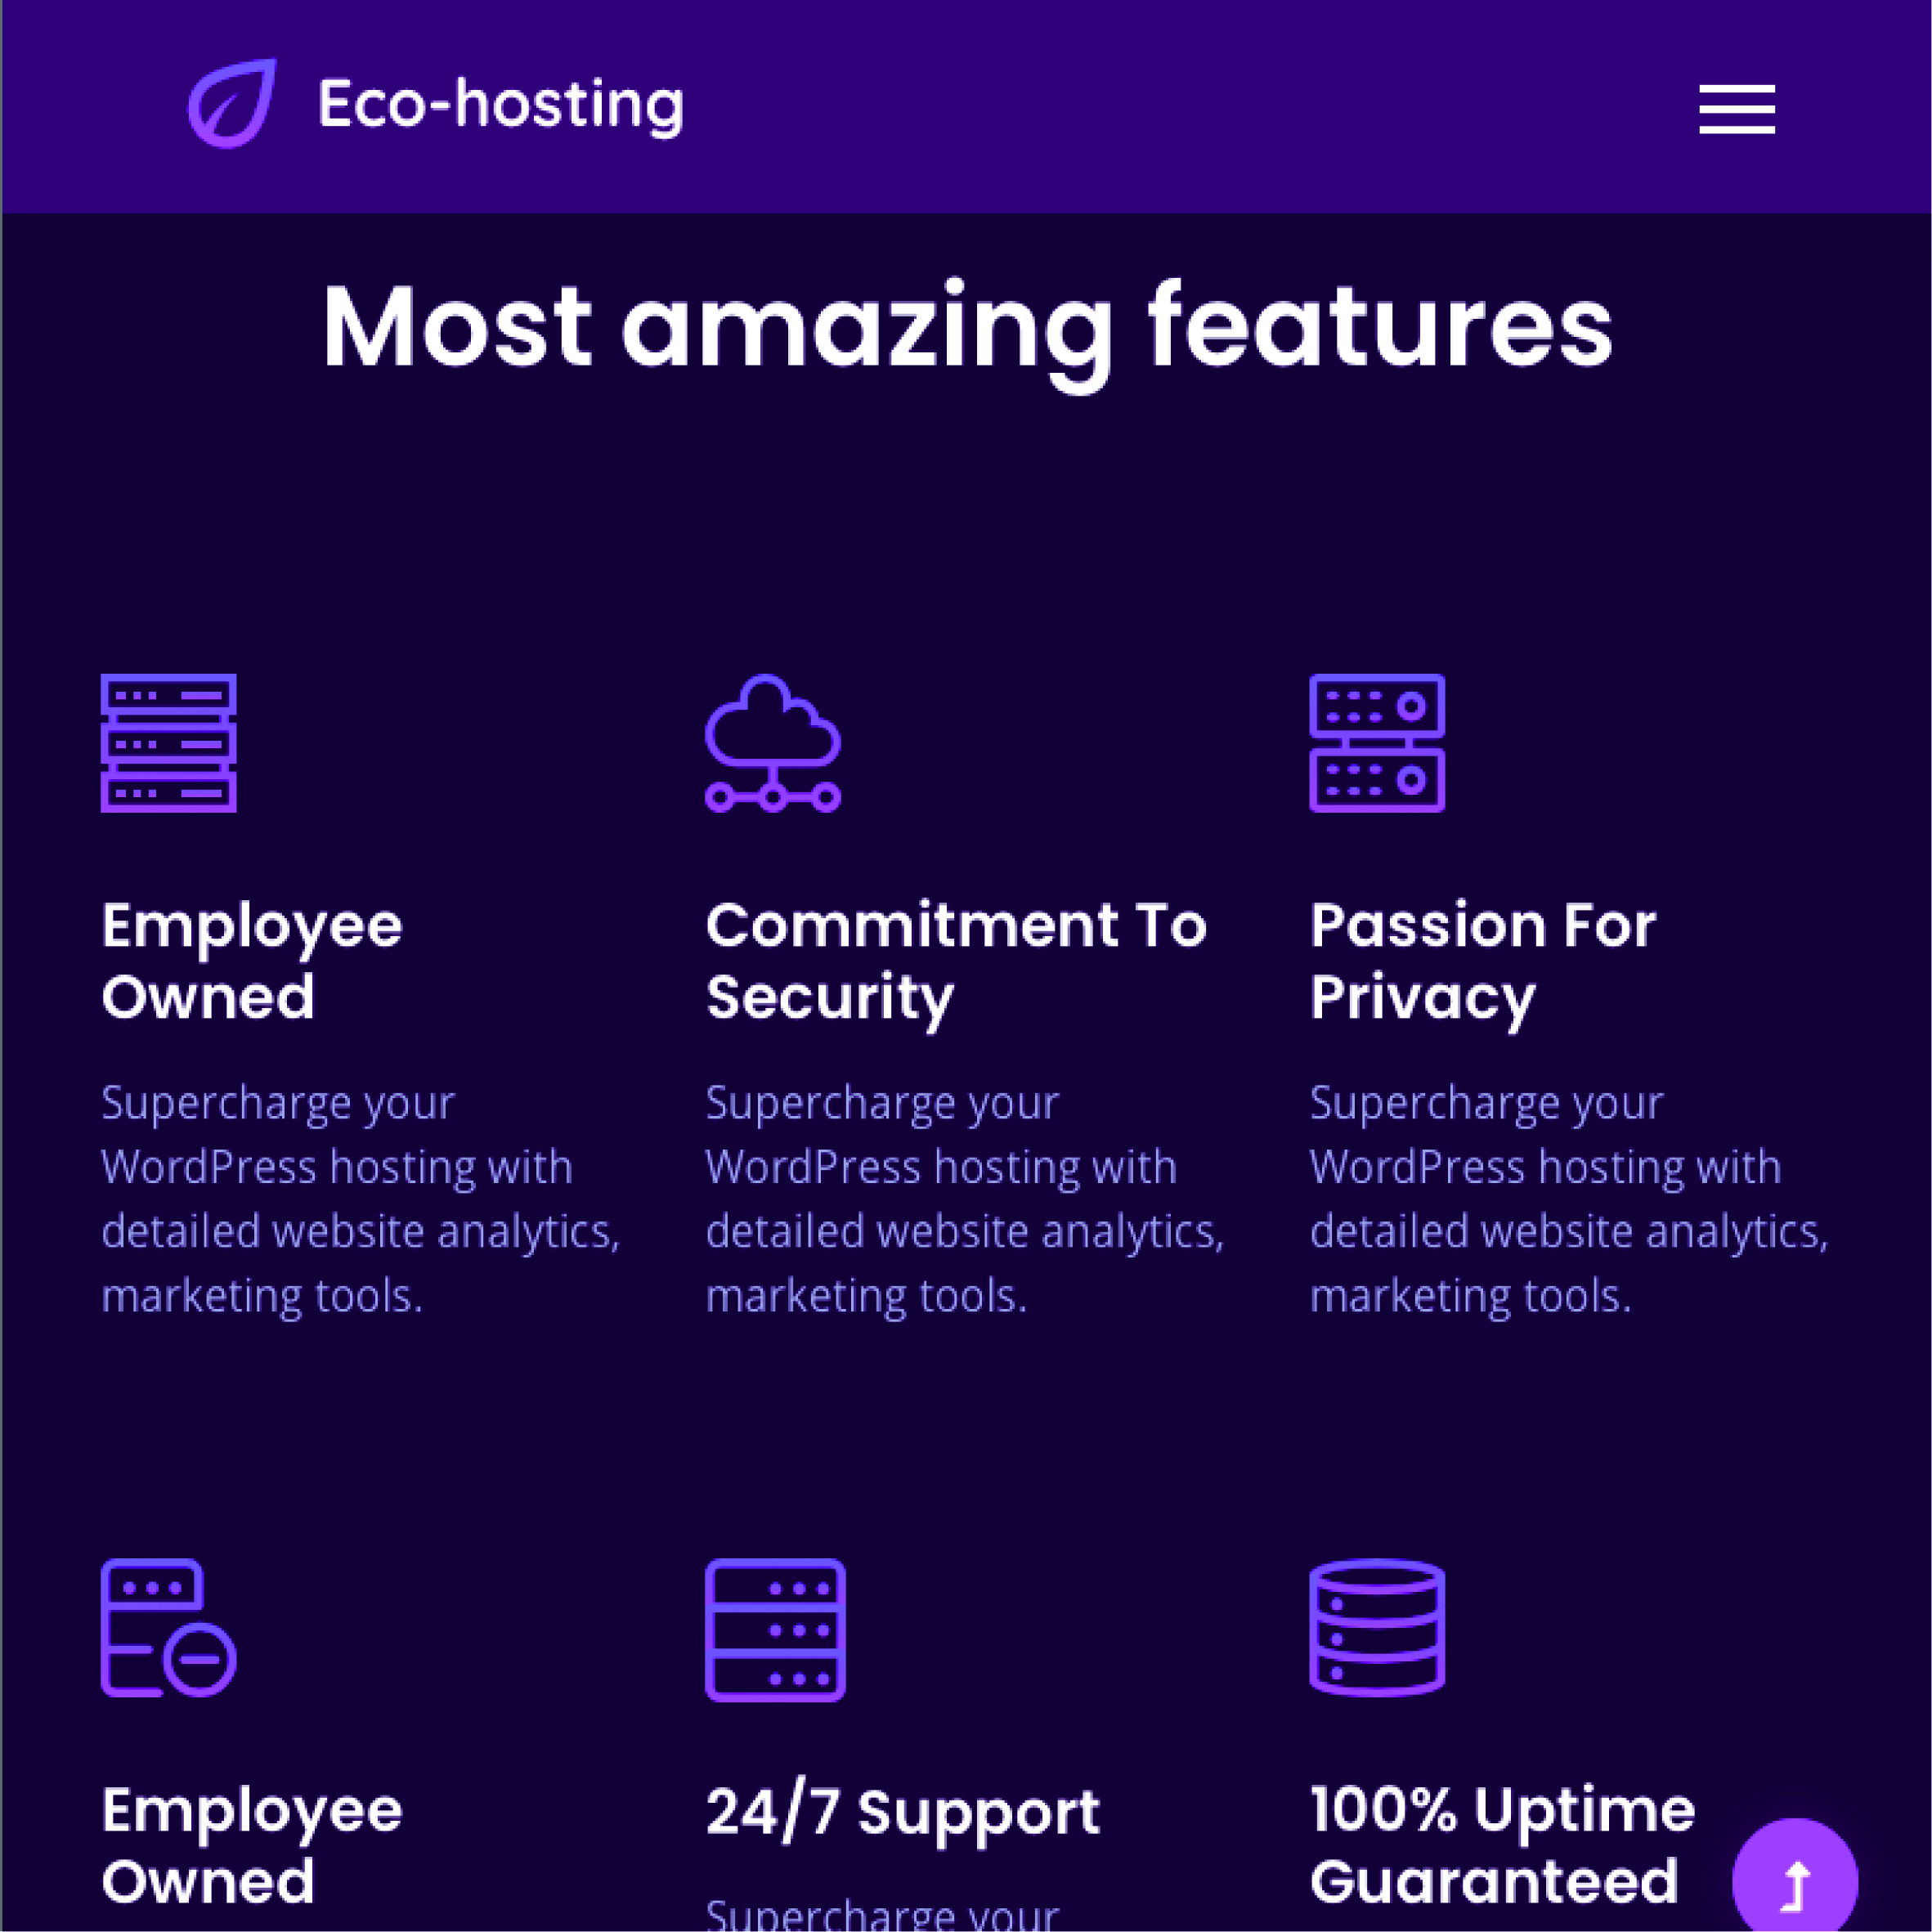 Eco-hosting
Most amazing features
Employee
Owned
Supercharge your
WordPress hosting with
detailed website analytics,
marketing tools.
Commitment To
Security
Supercharge your
WordPress hosting with
detailed website analytics,
marketing tools.
Passion For
Privacy
Supercharge your
WordPress hosting with
detailed website analytics,
marketing tools.
Employee
Owned
24/7 Support
Supercharge your
100% Uptime
Guaranteed